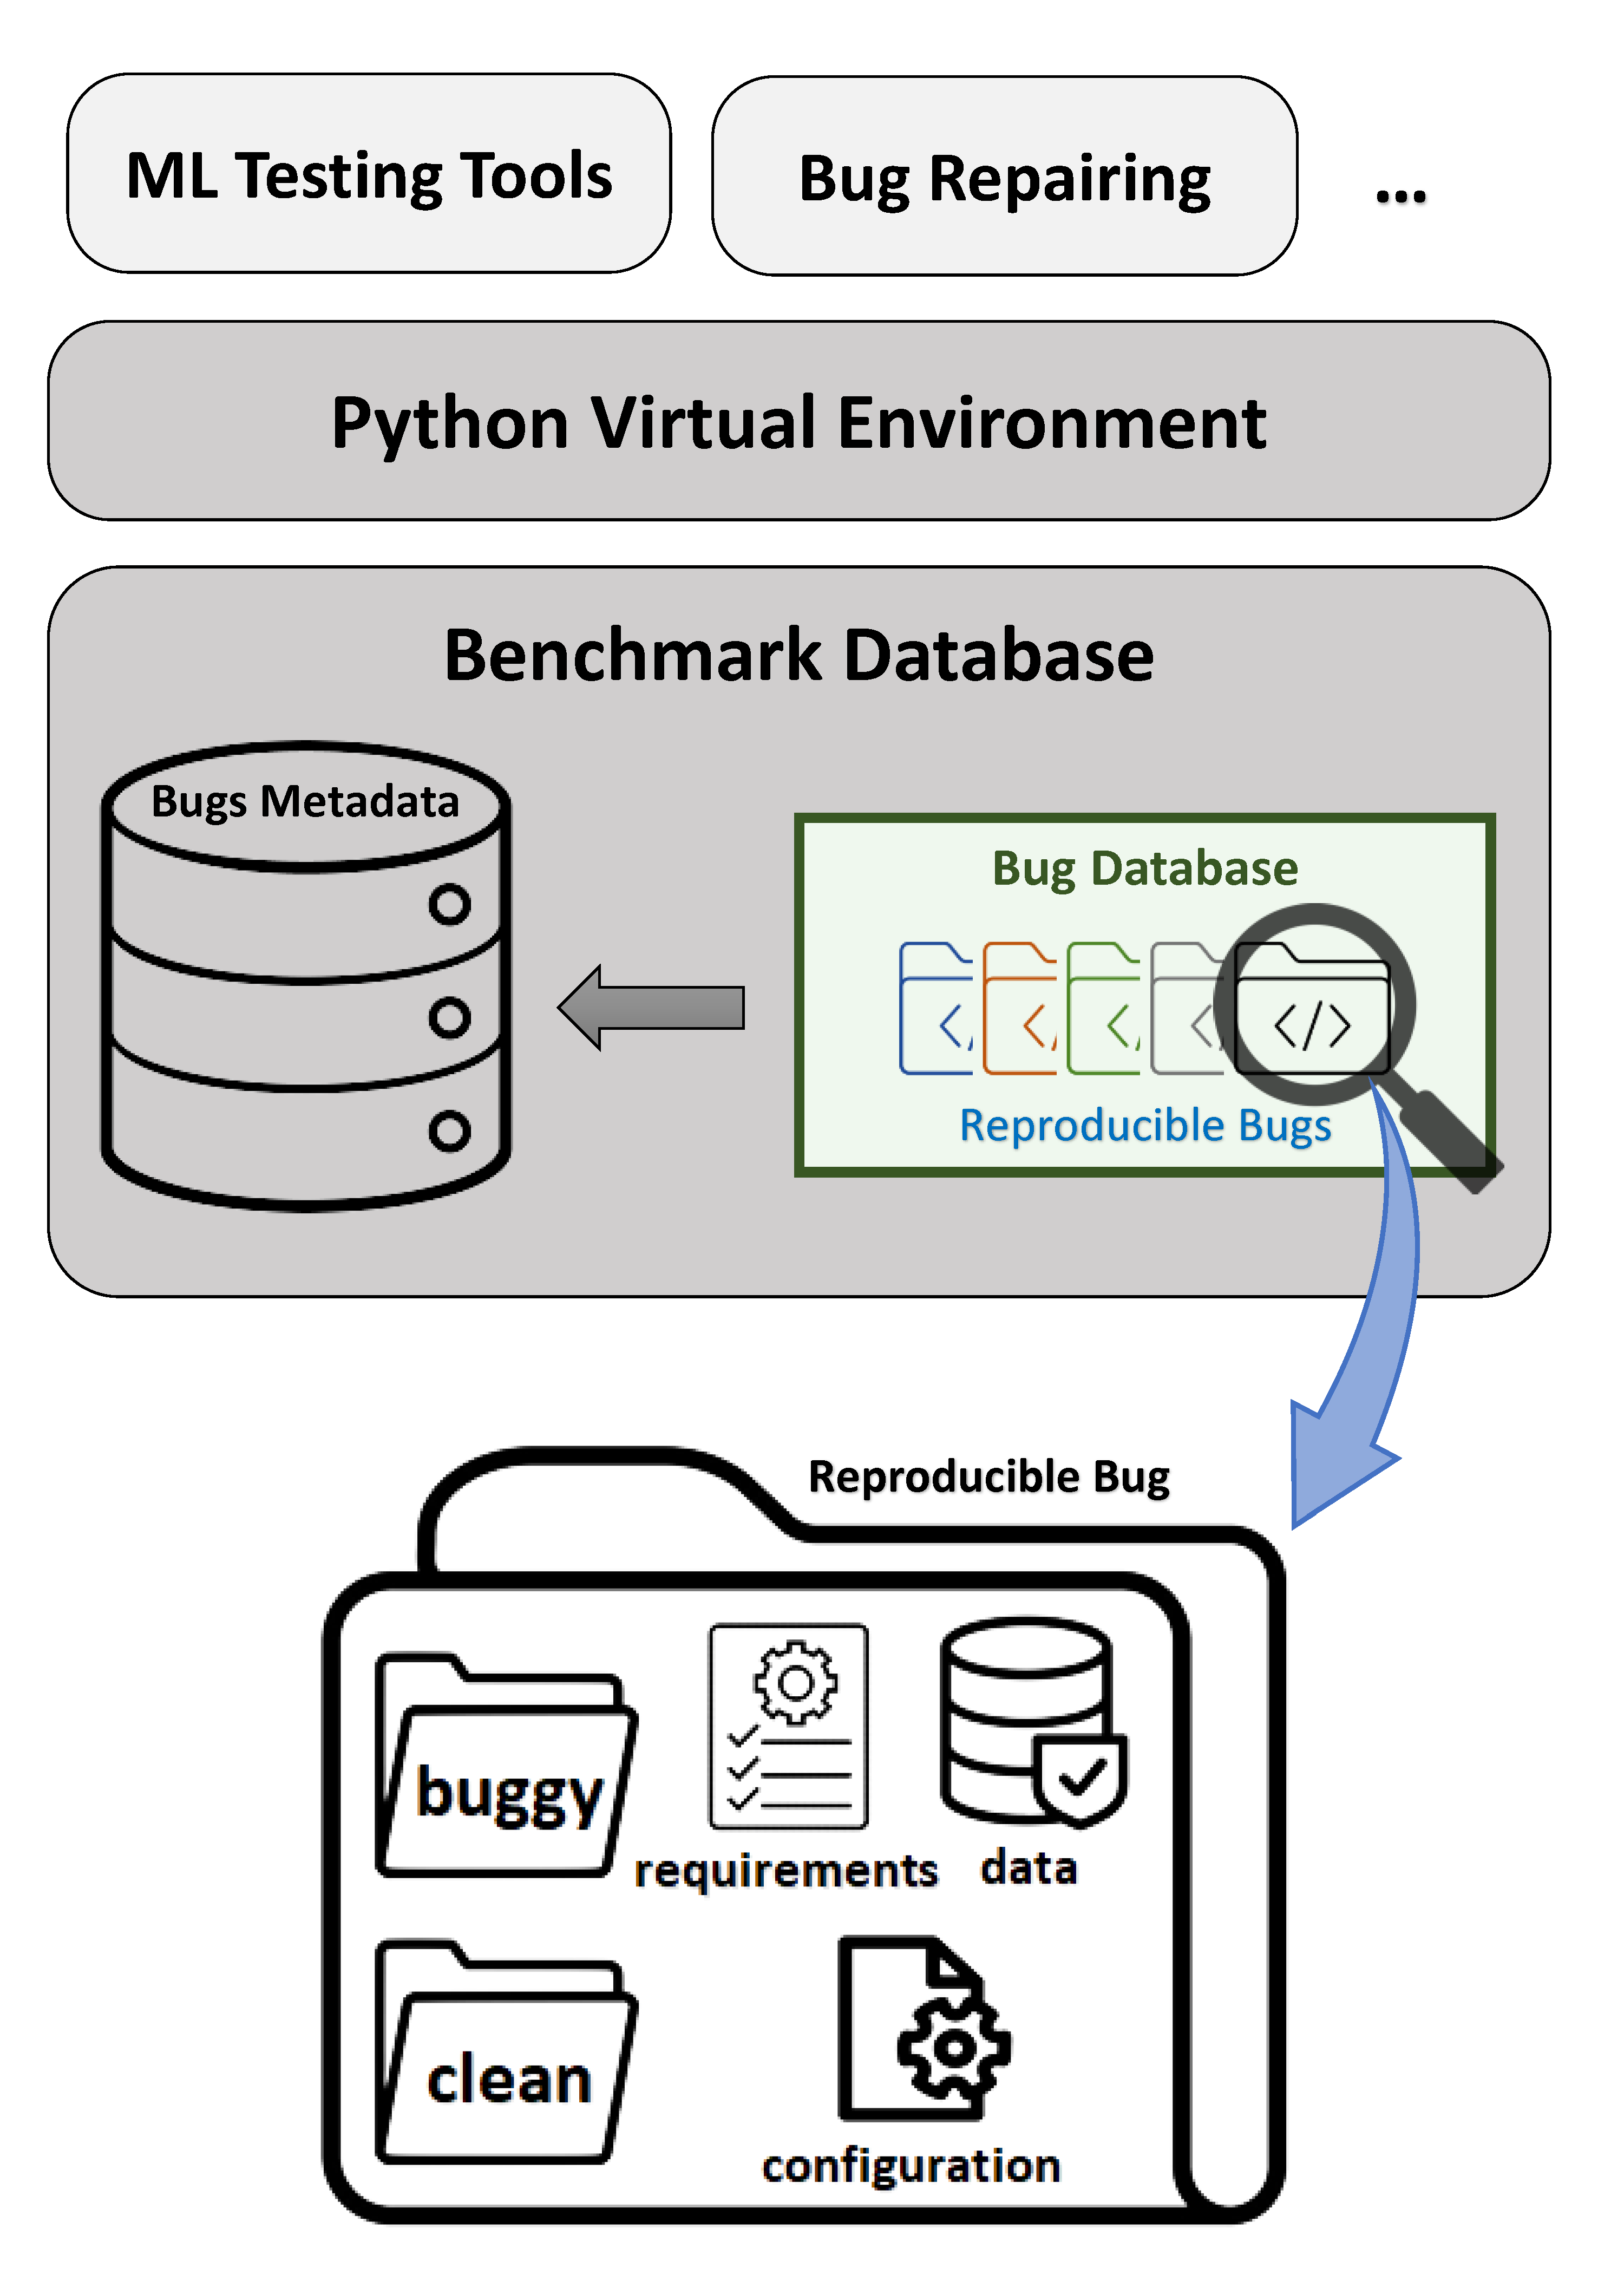 ML Testing Tools
Bug Repairing
...
Python Virtual Environment
Benchmark Database
Bugs Metadata
Bug Database
</>
Reproducible Bugs
Reproducible Bug
buggy
requirements
data
clean
configuration